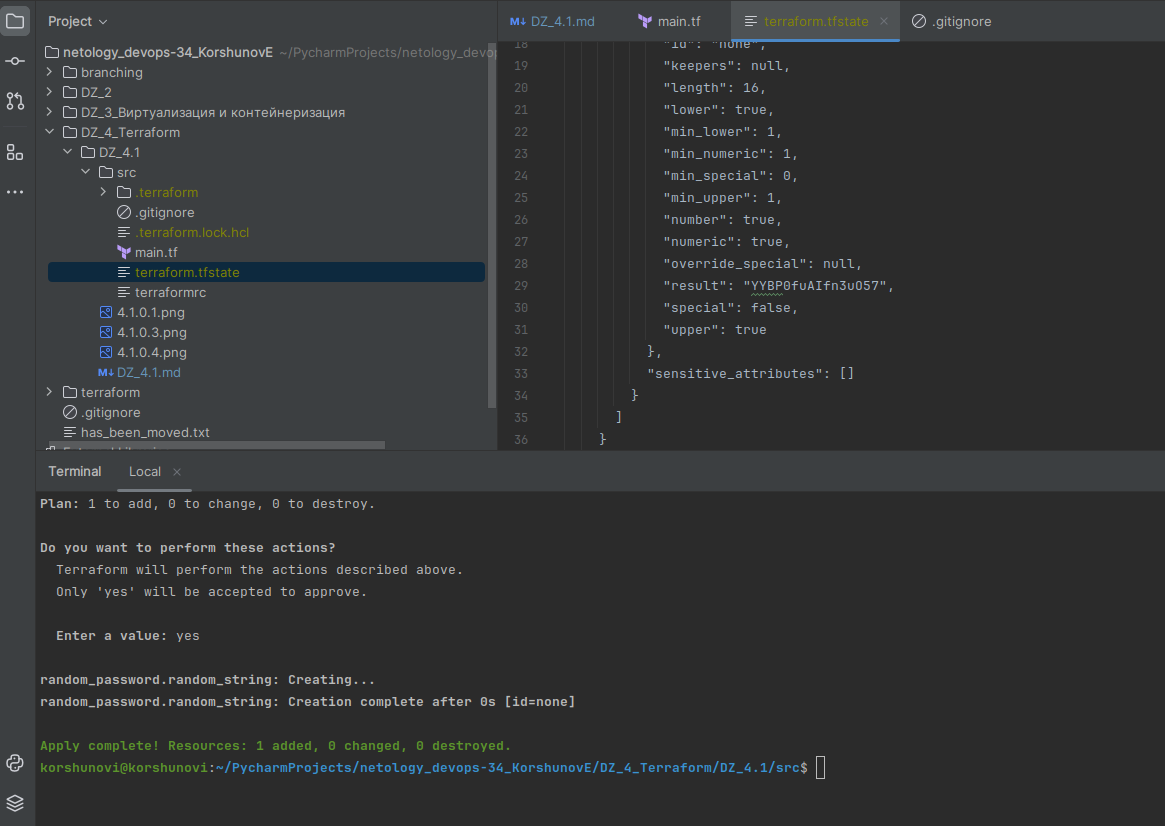 Project
netology_devops-34_KorshunovE ~/PycharmProjects/netology_devop
branching
DZ_2
DZ_3_Виртуализация и контейнеризация
DZ_4_Terraform
DZ_4.1
src
.terraform
.gitignore
.terraform.lock.hcl
main.tf
terraform.tfstate
terraformrc
4.1.0.1.png
4.1.0.3.png
4.1.0.4.png
M↓ DZ_4.1.md
terraform
.gitignore
has_been_moved.txt
M↓ DZ_4.1.md main.tf terraform.tfstate × .gitignore
18 "id": "none",
19 "keepers": null,
20 "length": 16,
21 "lower": true,
22 "min_lower": 1,
23 "min_numeric": 1,
24 "min_special": 0,
25 "min_upper": 1,
26 "number": true,
27 "numeric": true,
28 "override_special": null,
29 "result": "YYBP0fuAIfn3uO57",
30 "special": false,
31 "upper": true
32 },
33 "sensitive_attributes": []
34 }
35 ]
36 }
Terminal Local ×
Plan: 1 to add, 0 to change, 0 to destroy.
Do you want to perform these actions?
Terraform will perform the actions described above.
Only 'yes' will be accepted to approve.
Enter a value: yes
random_password.random_string: Creating...
random_password.random_string: Creation complete after 0s [id=none]
Apply complete! Resources: 1 added, 0 changed, 0 destroyed.
korshunovi@korshunovi:~/PycharmProjects/netology_devops-34_KorshunovE/DZ_4_Terraform/DZ_4.1/src$